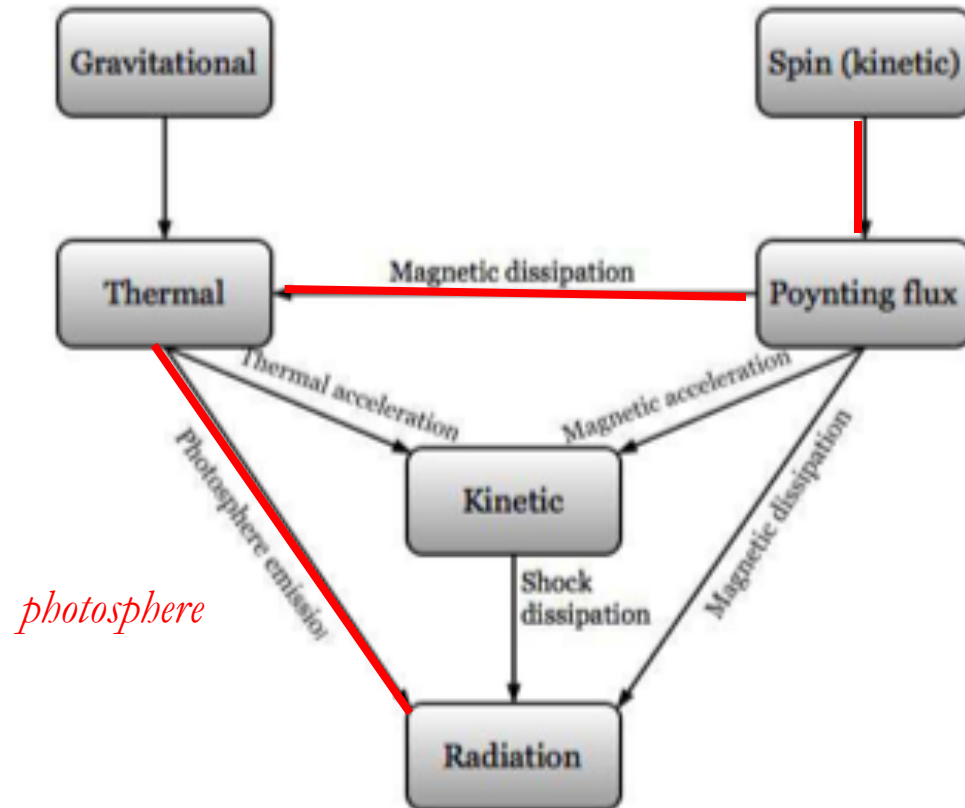 Gravitational
Spin (kinetic)
Magnetic dissipation
Thermal
Poynting flux
Thermal acceleration
Magnetic acceleration
Photosphere emission
Magnetic dissipation
Kinetic
Shock
dissipation
photosphere
Radiation